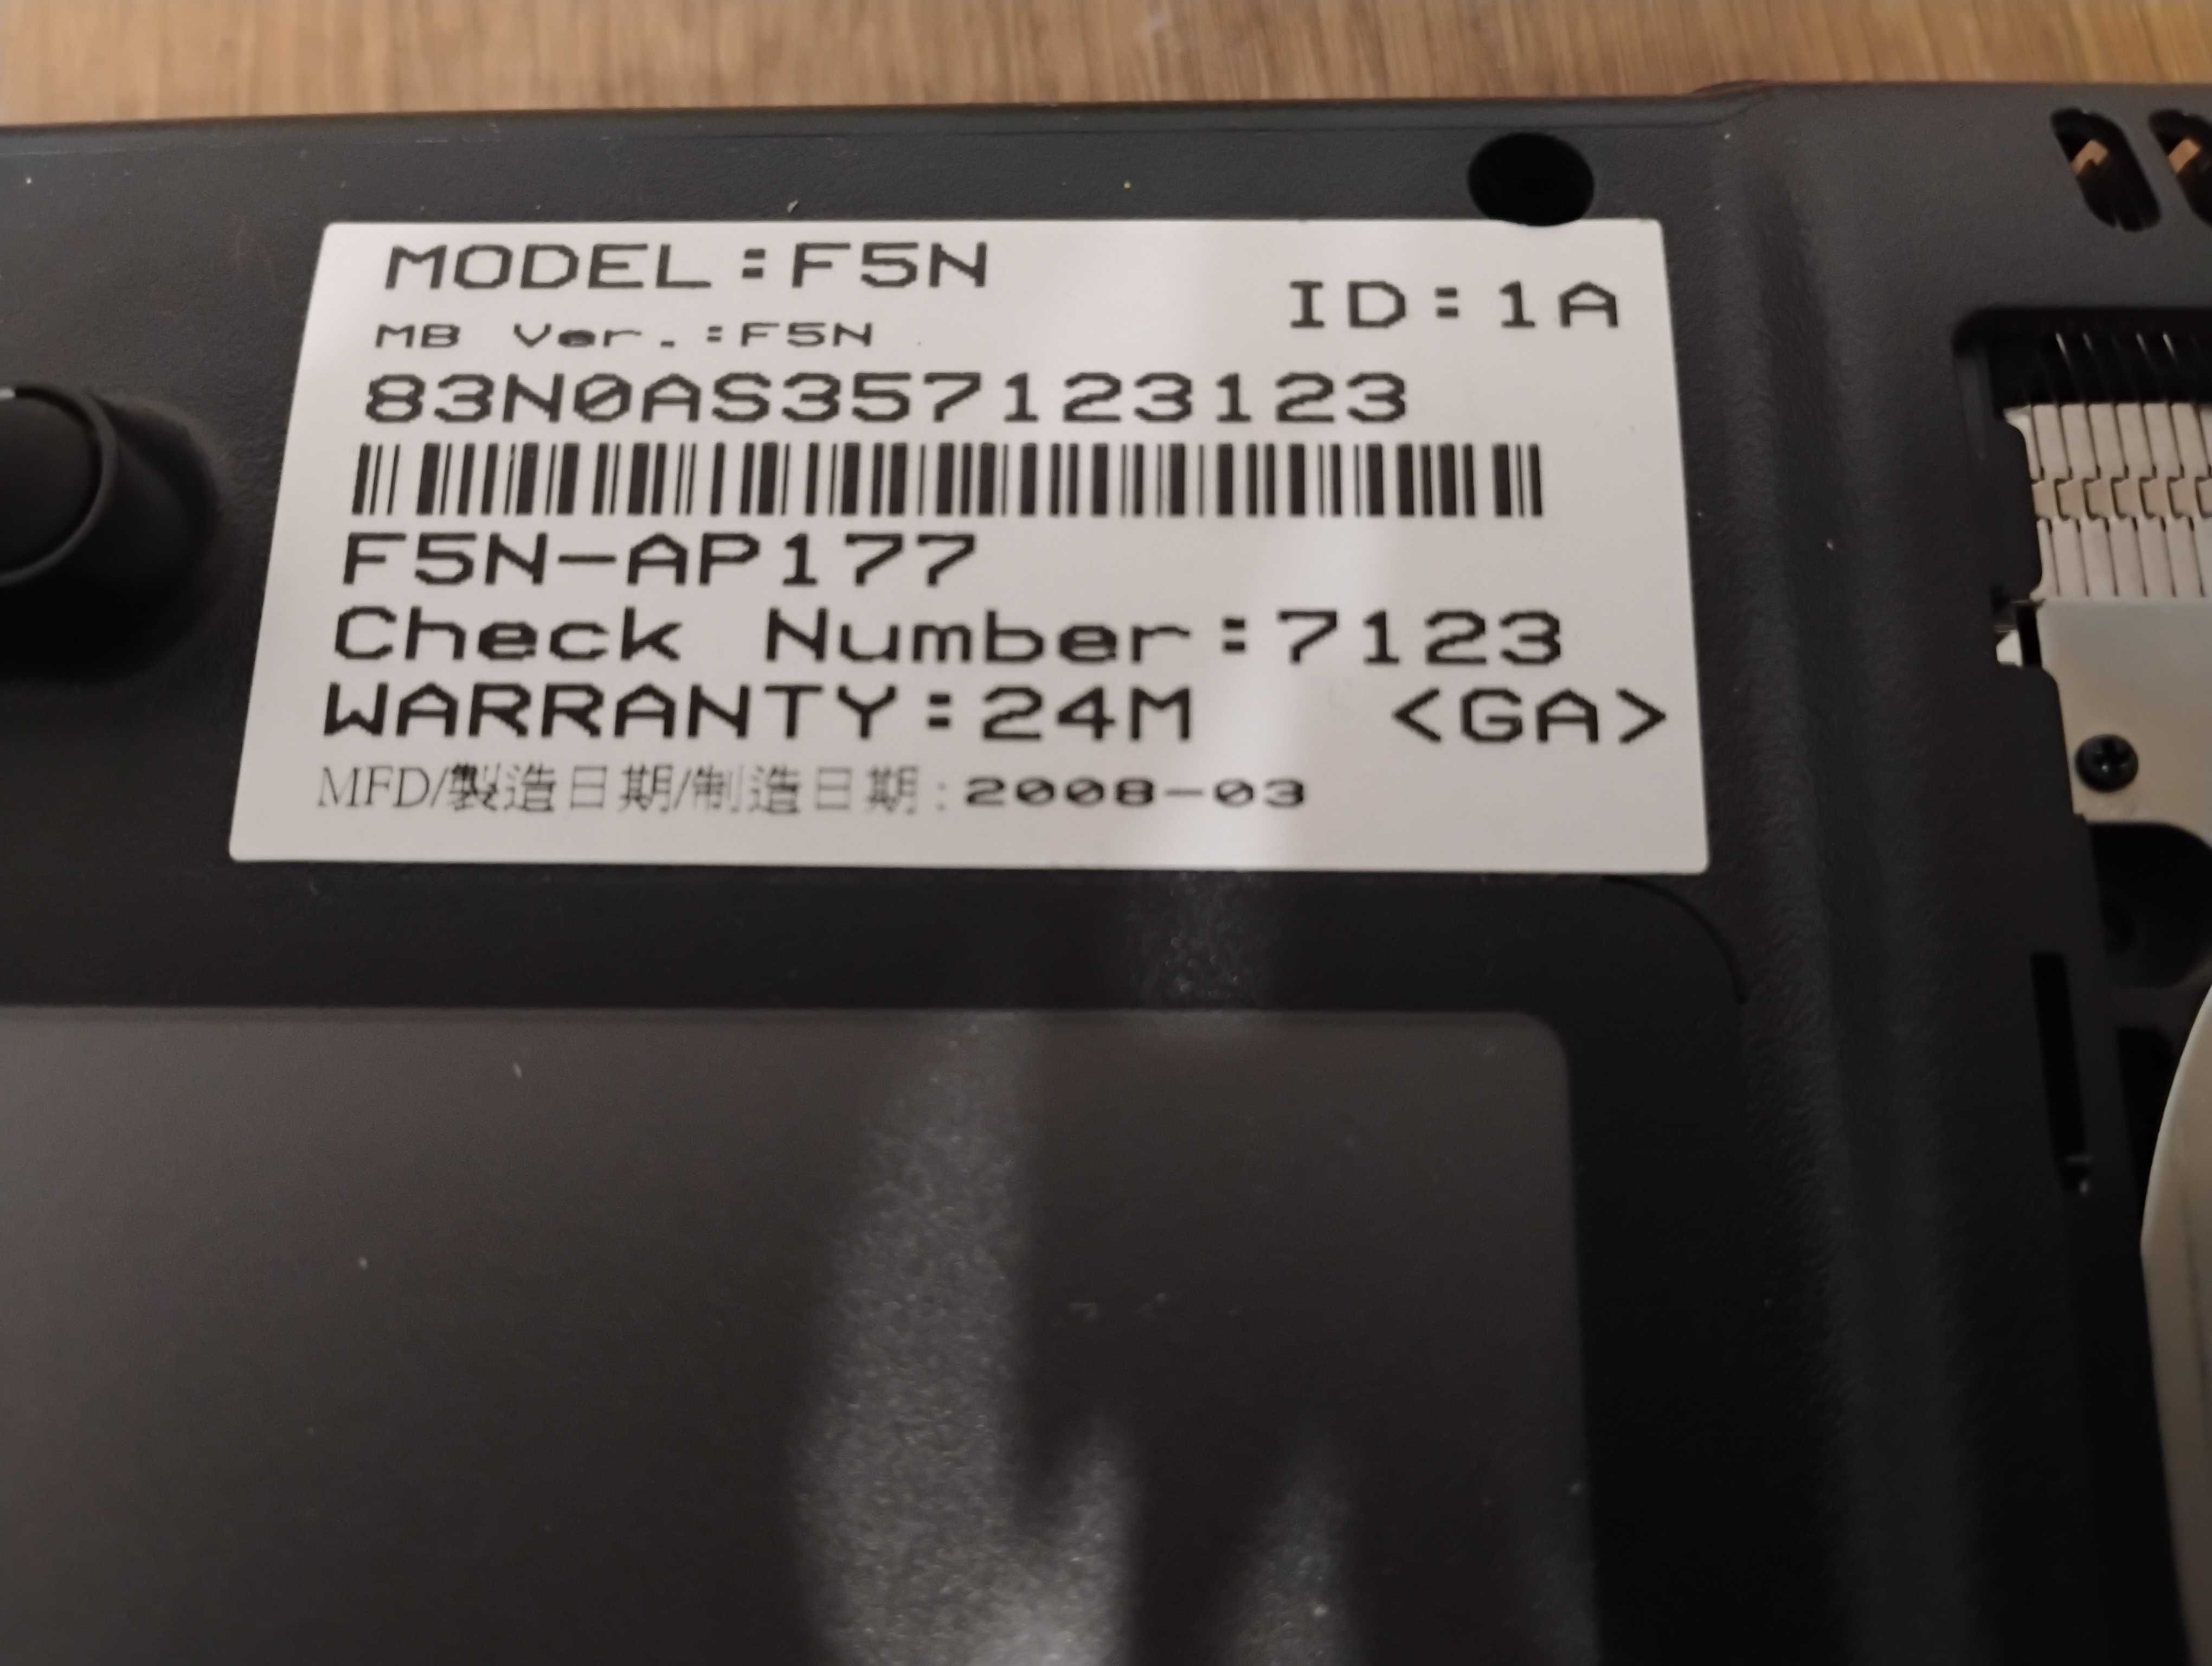 MODEL:F5N
ID:1A
MB Ver.:F5N
83N0AS357123123
F5N-AP177
Check Number:7123
WARRANTY:24M <GA>
MFD/製造日期/制造日期:2008-03